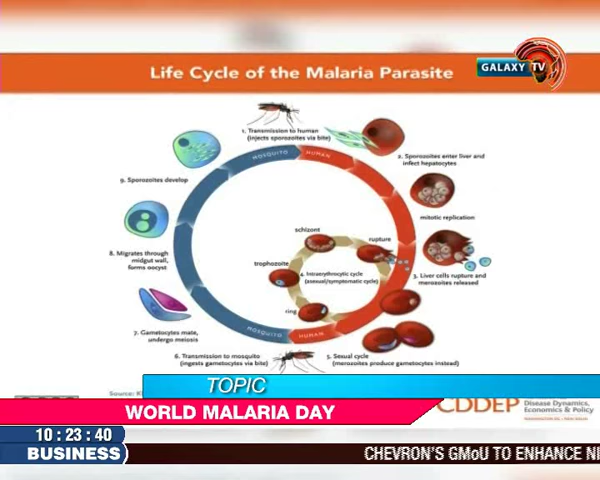 Life Cycle of the Malaria Parasite
GALAXY TV
1. Transmission to human
(injects sporozoites via bite)
MOSQUITO
HUMAN
2. Sporozoites enter liver and
infect hepatocytes
9. Sporozoites develop
mitotic replication
schizont
rupture
8. Migrates through
midgut wall,
forms oocyst
trophozoite
4. Intraerythrocytic cycle
(asexual/symptomatic cycle)
3. Liver cells rupture and
merozoites released
ring
7. Gametocytes mate,
undergo meiosis
MOSQUITO
HUMAN
6. Transmission to mosquito
(ingests gametocytes via bite)
5. Sexual cycle
(merozoites produce gametocytes instead)
Source:
TOPIC
WORLD MALARIA DAY
CDDEP
Disease Dynamics,
Economics & Policy
10:23:40
BUSINESS
CHEVRON'S GMoU TO ENHANCE NI